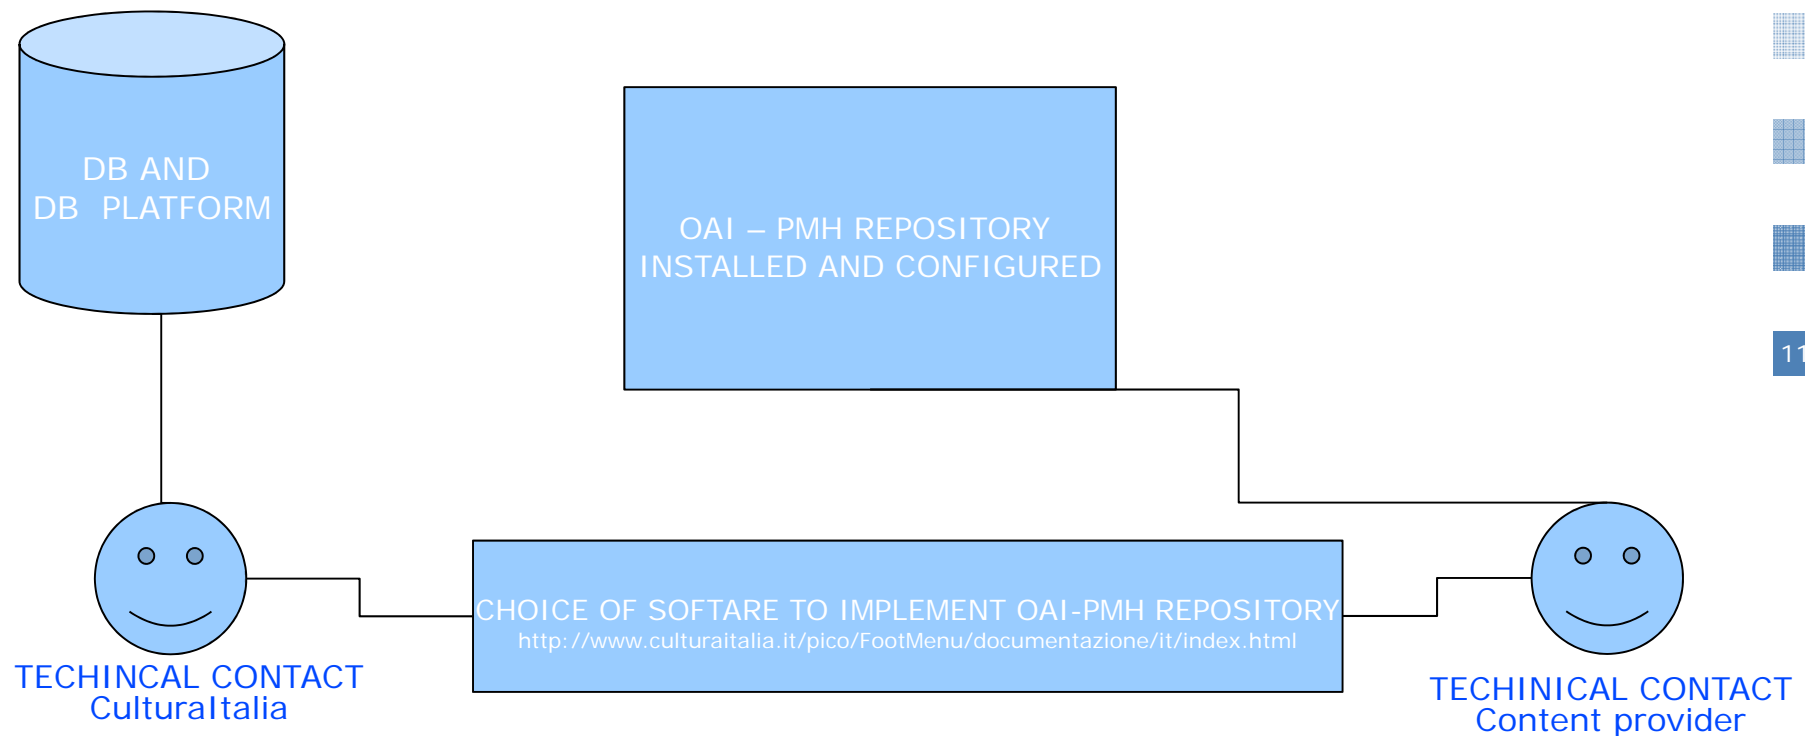 DB AND
DB PLATFORM
OAI – PMH REPOSITORY
INSTALLED AND CONFIGURED
11
CHOICE OF SOFTARE TO IMPLEMENT OAI-PMH REPOSITORY
http://www.culturaitalia.it/pico/FootMenu/documentazione/it/index.html
TECHINCAL CONTACT
CulturaItalia
TECHINICAL CONTACT
Content provider